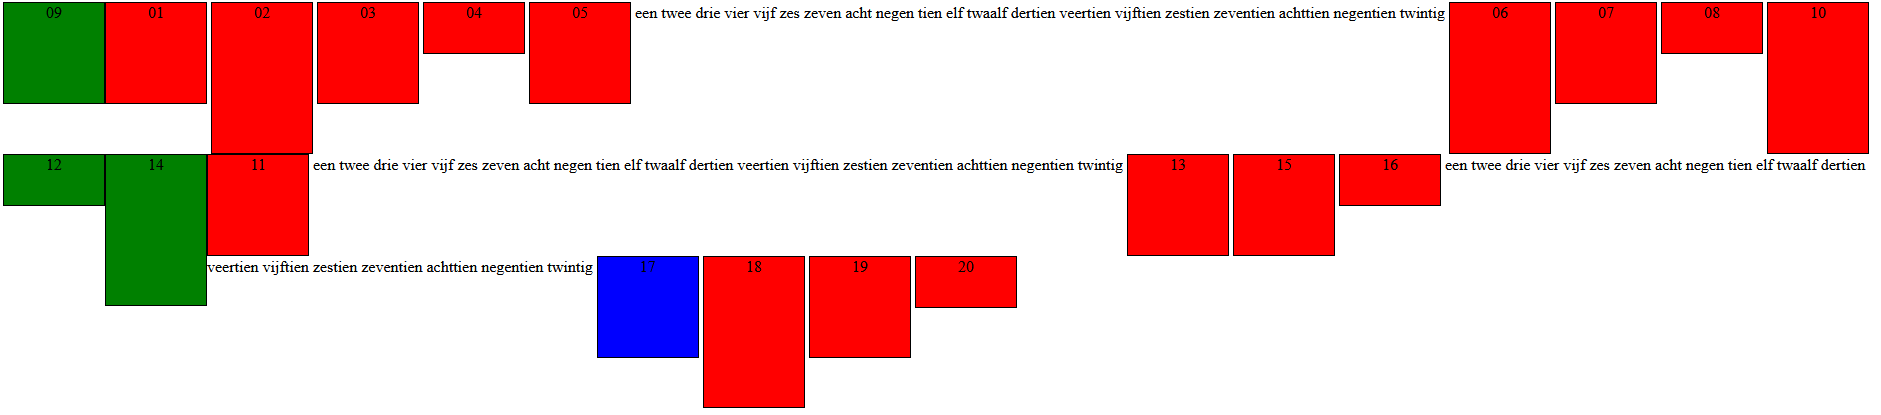 09 01 02 03 04 05 een twee drie vier vijf zes zeven acht negen tien elf twaalf dertien veertien vijftien zestien zeventien achttien negentien twintig 06 07 08 10
12 14 11 een twee drie vier vijf zes zeven acht negen tien elf twaalf dertien veertien vijftien zestien zeventien achttien negentien twintig 13 15 16 een twee drie vier vijf zes zeven acht negen tien elf twaalf dertien
veertien vijftien zestien zeventien achttien negentien twintig 17 18 19 20